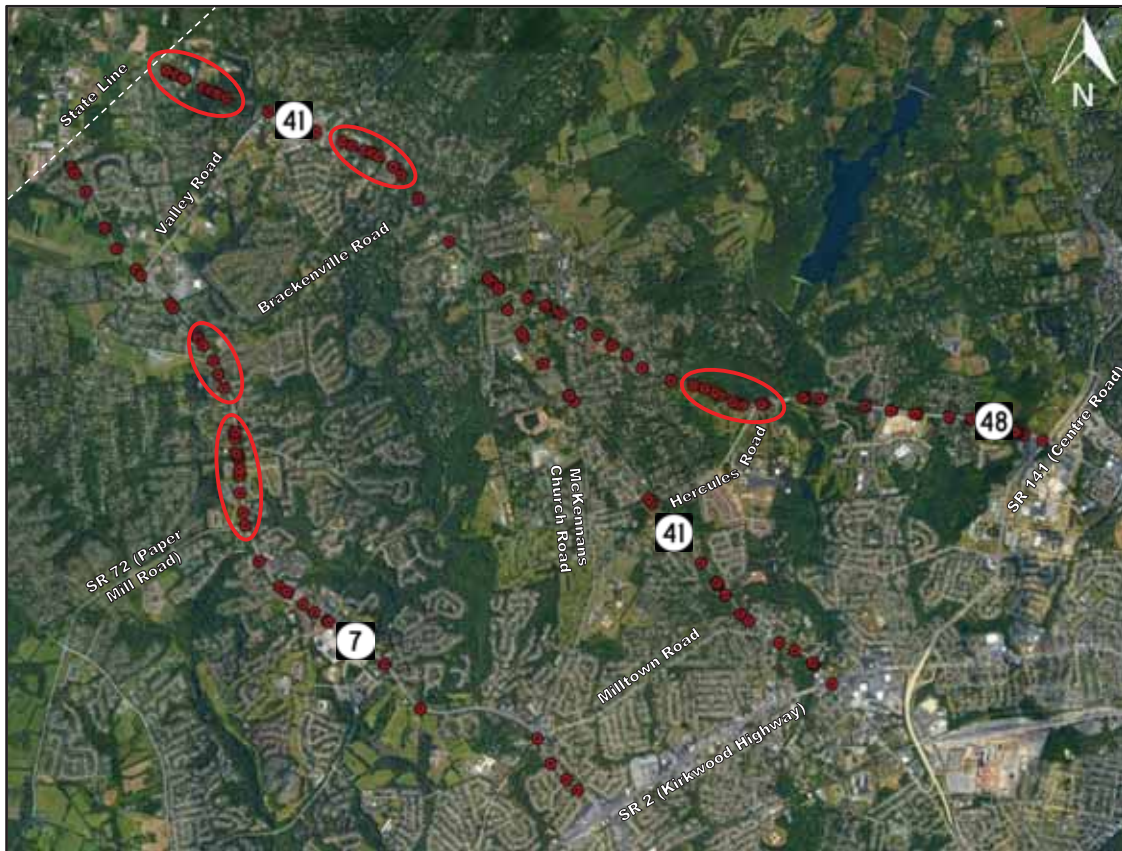 N
State Line
41
Valley Road
Brackenville Road
48
SR 141 (Centre Road)
Hercules Road
McKennans
Church Road
41
SR 72 (Paper
Mill Road)
7
Milltown Road
SR 2 (Kirkwood Highway)